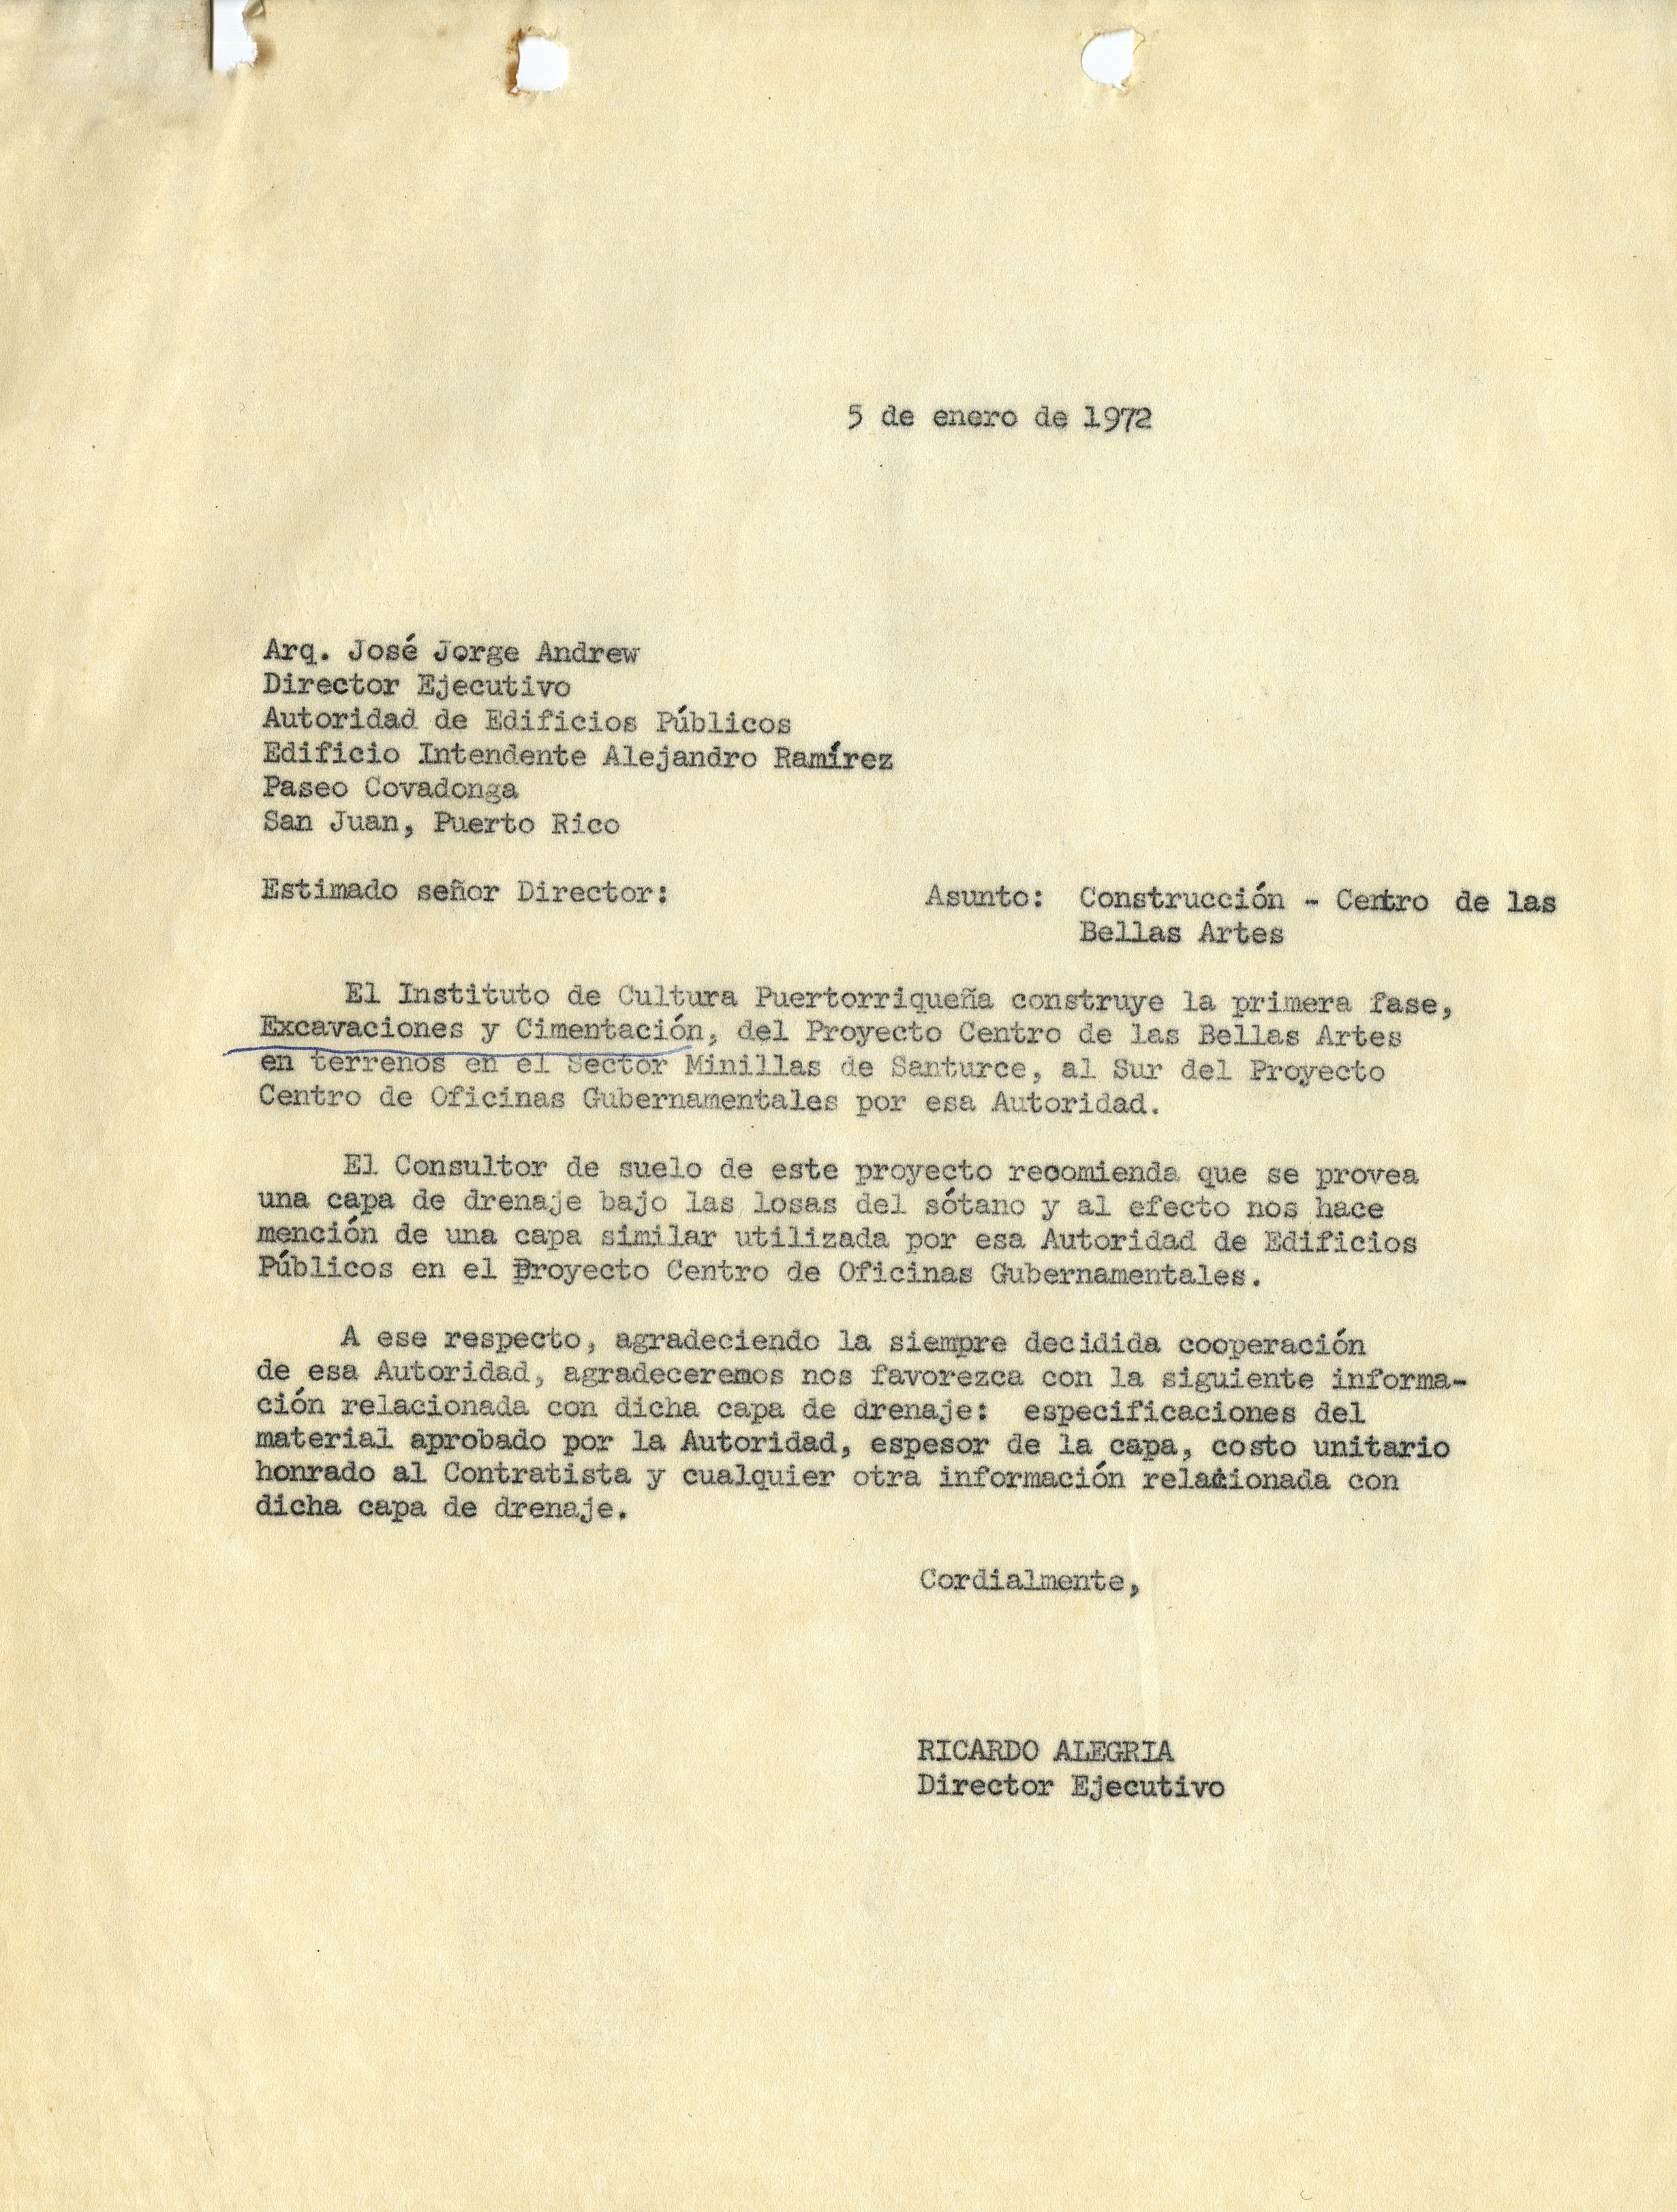 5 de enero de 1972
Arq. José Jorge Andrew
Director Ejecutivo
Autoridad de Edificios Públicos
Edificio Intendente Alejandro Ramírez
Paseo Covadonga
San Juan, Puerto Rico
Estimado señor Director:
Asunto: Construcción - Centro de las
Bellas Artes
El Instituto de Cultura Puertorriqueña construye la primera fase,
Excavaciones y Cimentación, del Proyecto Centro de las Bellas Artes
en terrenos en el Sector Minillas de Santurce, al Sur del Proyecto
Centro de Oficinas Gubernamentales por esa Autoridad.
El Consultor de suelo de este proyecto recomienda que se provea
una capa de drenaje bajo las losas del sótano y al efecto nos hace
mención de una capa similar utilizada por esa Autoridad de Edificios
Públicos en el Proyecto Centro de Oficinas Gubernamentales.
A ese respecto, agradeciendo la siempre decidida cooperación
de esa Autoridad, agradeceremos nos favorezca con la siguiente informa-
ción relacionada con dicha capa de drenaje: especificaciones del
material aprobado por la Autoridad, espesor de la capa, costo unitario
honrado al Contratista y cualquier otra información relacionada con
dicha capa de drenaje.
Cordialmente,
RICARDO ALEGRIA
Director Ejecutivo